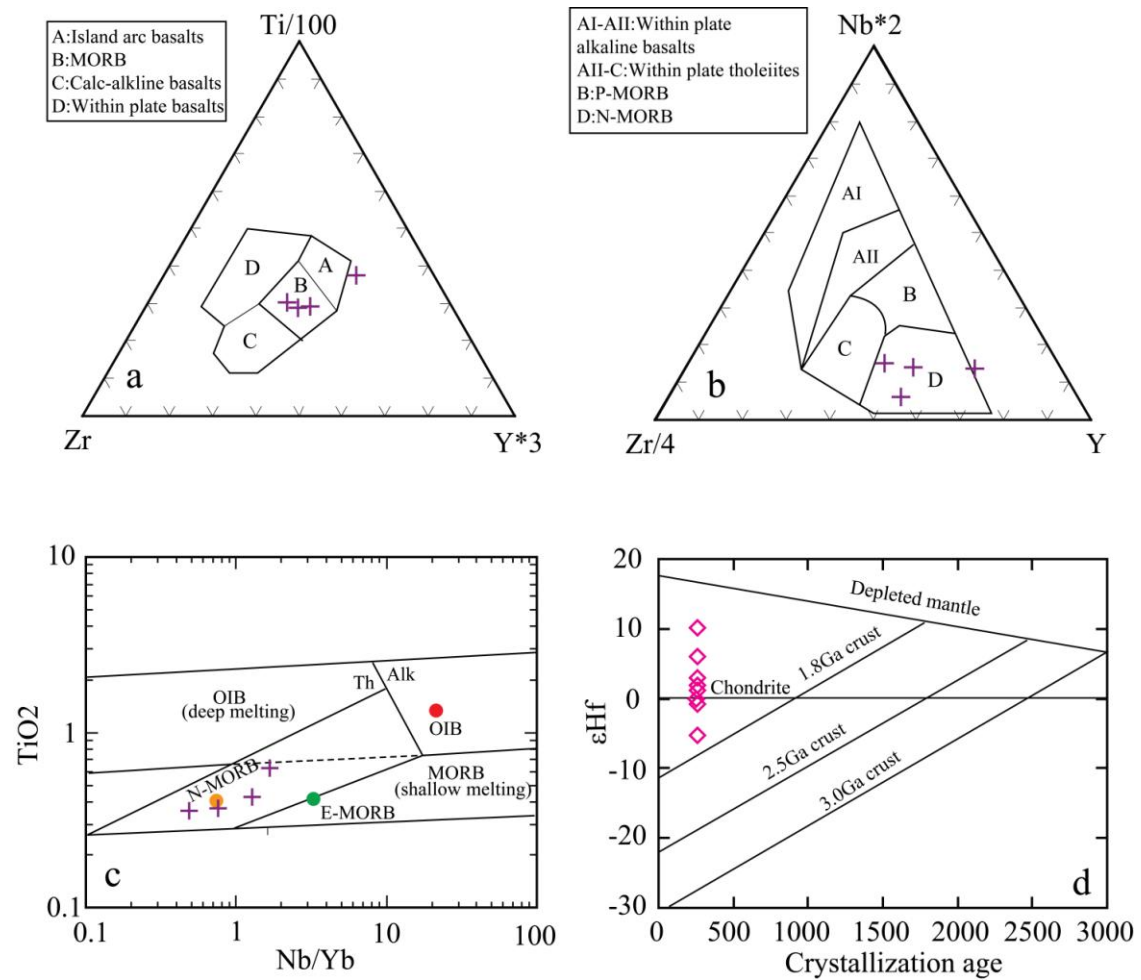 A:Island arc basalts
B:MORB
C:Calc-alkline basalts
D:Within plate basalts
Ti/100
D
A
B
C
a
Zr
Y*3
AI-AII:Within plate
alkaline basalts
AII-C:Within plate tholeiites
B:P-MORB
D:N-MORB
Nb*2
AI
AII
B
C
D
b
Zr/4
Y
10
1
0.1
TiO2
OIB
(deep melting)
Th
Alk
OIB
N-MORB
MORB
(shallow melting)
E-MORB
c
0.1
1
10
100
Nb/Yb
20
10
0
-10
-20
-30
εHf
Depleted mantle
1.8Ga crust
Chondrite
2.5Ga crust
3.0Ga crust
d
0
500
1000
1500
2000
2500
3000
Crystallization age